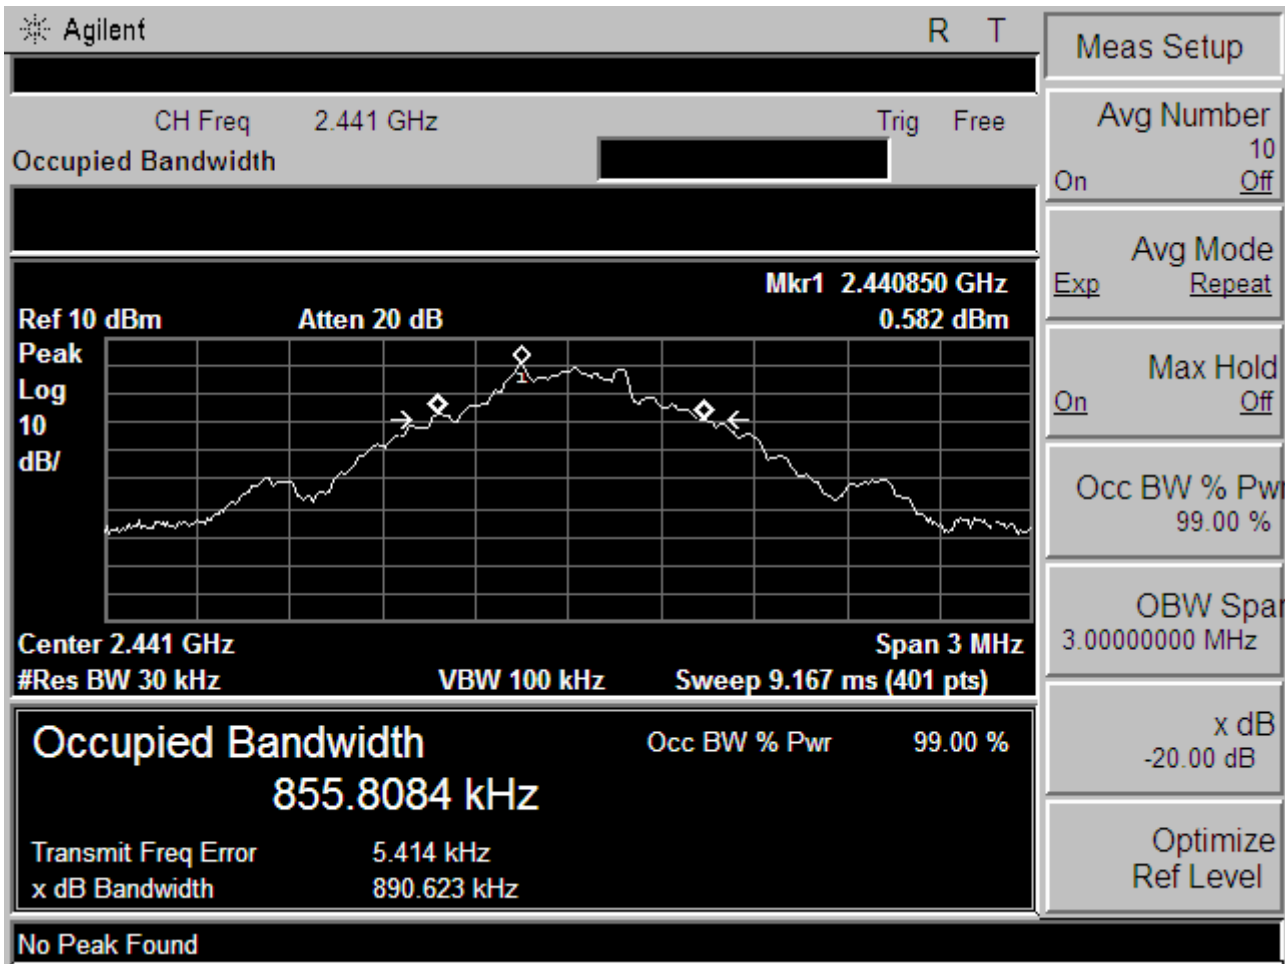 Agilent R T
CH Freq 2.441 GHz Trig Free
Occupied Bandwidth
Mkr1 2.440850 GHz
Ref 10 dBm Atten 20 dB 0.582 dBm
Peak
Log
10
dB/
1
Center 2.441 GHz Span 3 MHz
#Res BW 30 kHz VBW 100 kHz Sweep 9.167 ms (401 pts)
Occupied Bandwidth Occ BW % Pwr 99.00 %
855.8084 kHz
Transmit Freq Error 5.414 kHz
x dB Bandwidth 890.623 kHz
No Peak Found
Meas Setup
Avg Number
10
On Off
Avg Mode
Exp Repeat
Max Hold
On Off
Occ BW % Pwr
99.00 %
OBW Spar
3.00000000 MHz
x dB
-20.00 dB
Optimize
Ref Level